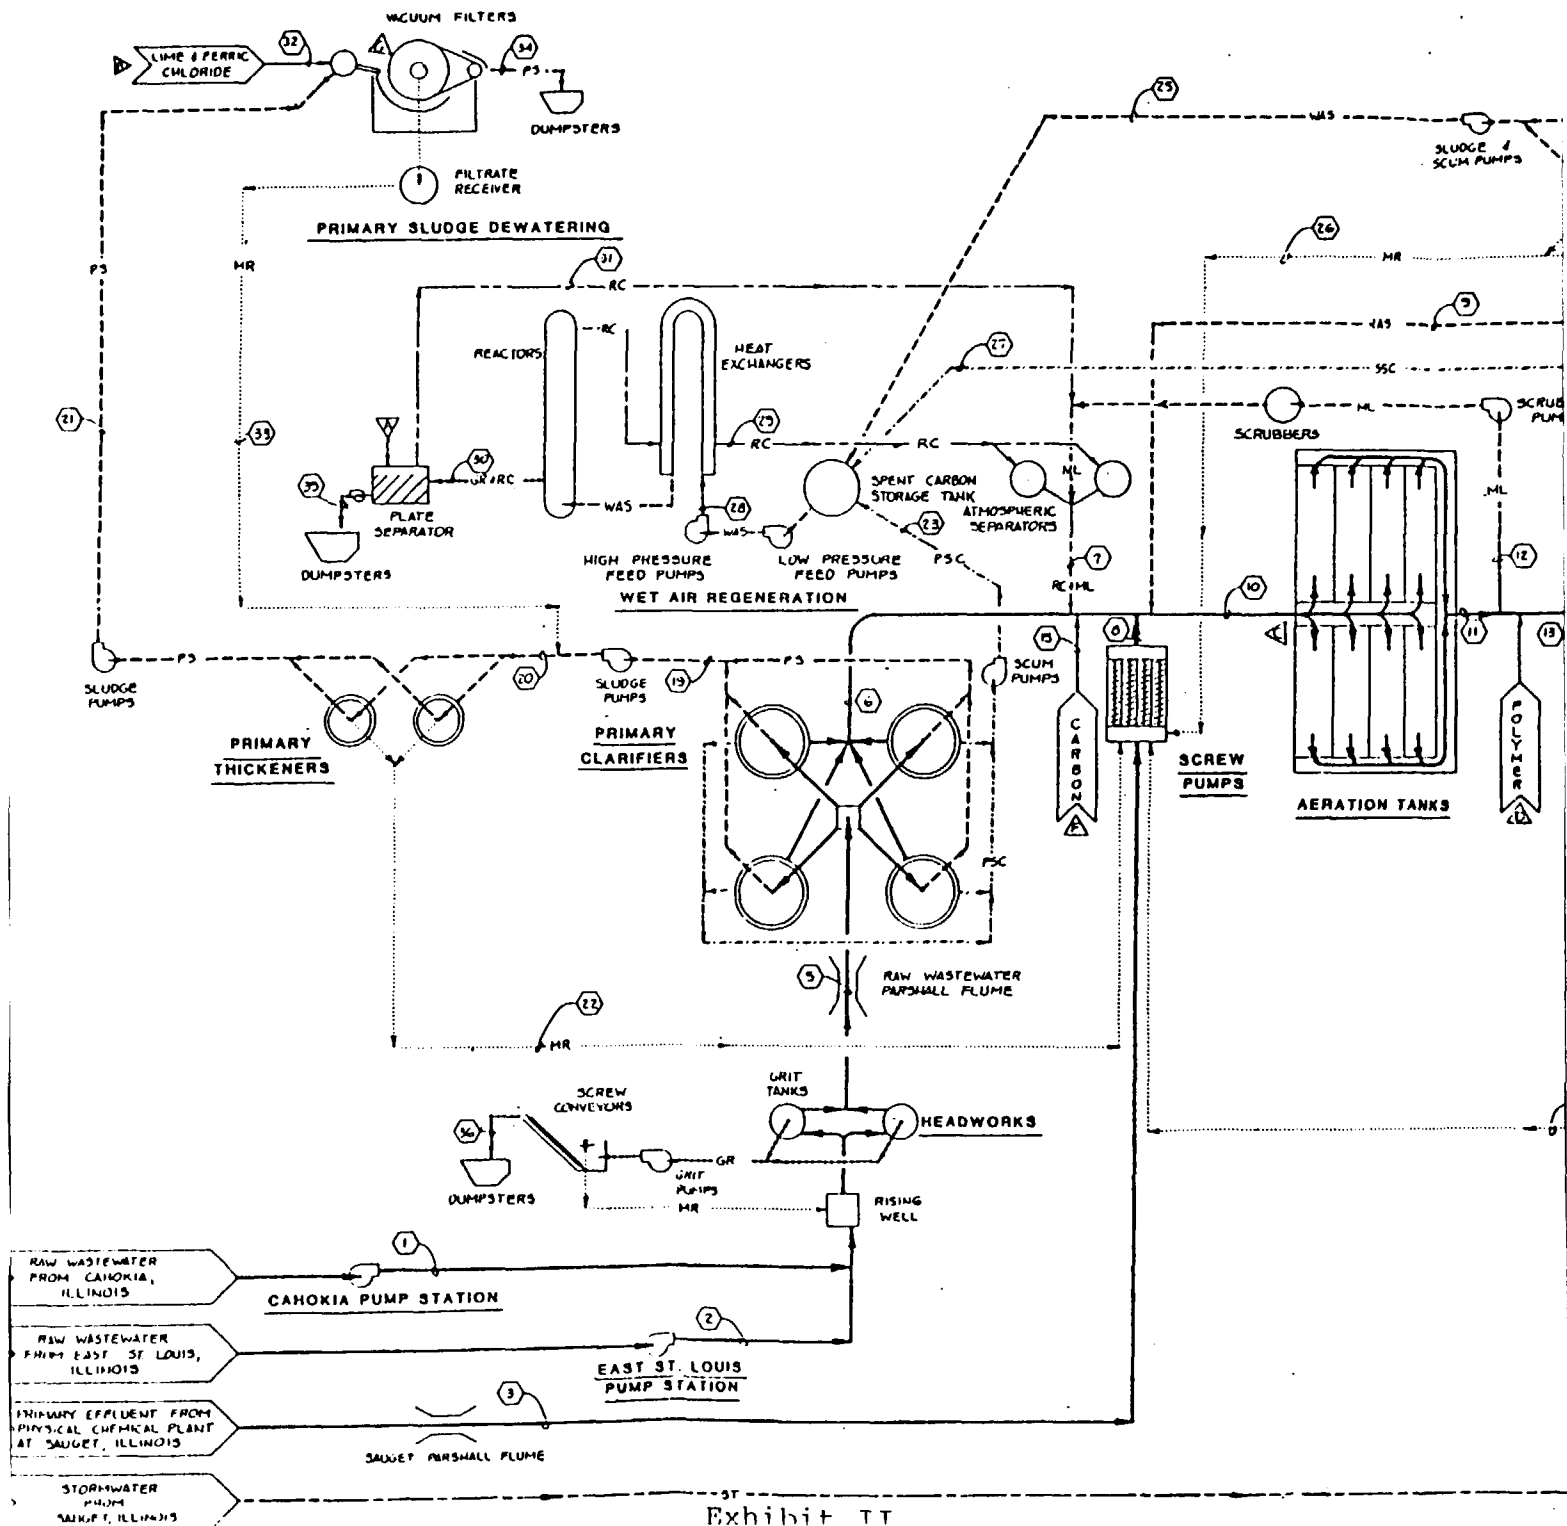 VACUUM FILTERS
LIME & FERRIC
CHLORIDE
32
34
PS
DUMPSTERS
FILTRATE
RECEIVER
PRIMARY SLUDGE DEWATERING
25
WAS
SLUDGE &
SCUM PUMPS
26
MR
PS
MR
31
RC
REACTORS
RC
HEAT
EXCHANGERS
9
27
SSC
21
33
29
RC
RC
ML
SCRUBBERS
ML
30
GR+RC
35
PLATE
SEPARATOR
DUMPSTERS
WAS
28
WAS
SPENT CARBON
STORAGE TANK
ML
ATMOSPHERIC
SEPARATORS
23
PSC
HIGH PRESSURE
FEED PUMPS
LOW PRESSURE
FEED PUMPS
WET AIR REGENERATION
7
RC+ML
10
12
11
13
15
8
PS
SLUDGE
PUMPS
20
SLUDGE
PUMPS
19
PS
SCUM
PUMPS
6
PRIMARY
THICKENERS
PRIMARY
CLARIFIERS
CARBON
SCREW
PUMPS
POLYMER
AERATION TANKS
PSC
5
RAW WASTEWATER
PARSHALL FLUME
22
MR
GRIT
TANKS
SCREW
CONVEYORS
HEADWORKS
36
DUMPSTERS
GRIT
PUMPS
GR
MR
RISING
WELL
1
RAW WASTEWATER
FROM CAHOKIA,
ILLINOIS
CAHOKIA PUMP STATION
2
RAW WASTEWATER
FROM EAST ST. LOUIS,
ILLINOIS
EAST ST. LOUIS
PUMP STATION
3
PRIMARY EFFLUENT FROM
PHYSICAL CHEMICAL PLANT
AT SAUGET, ILLINOIS
SAUGET PARSHALL FLUME
STORMWATER
FROM
SAUGET, ILLINOIS
ST
Exhibit II